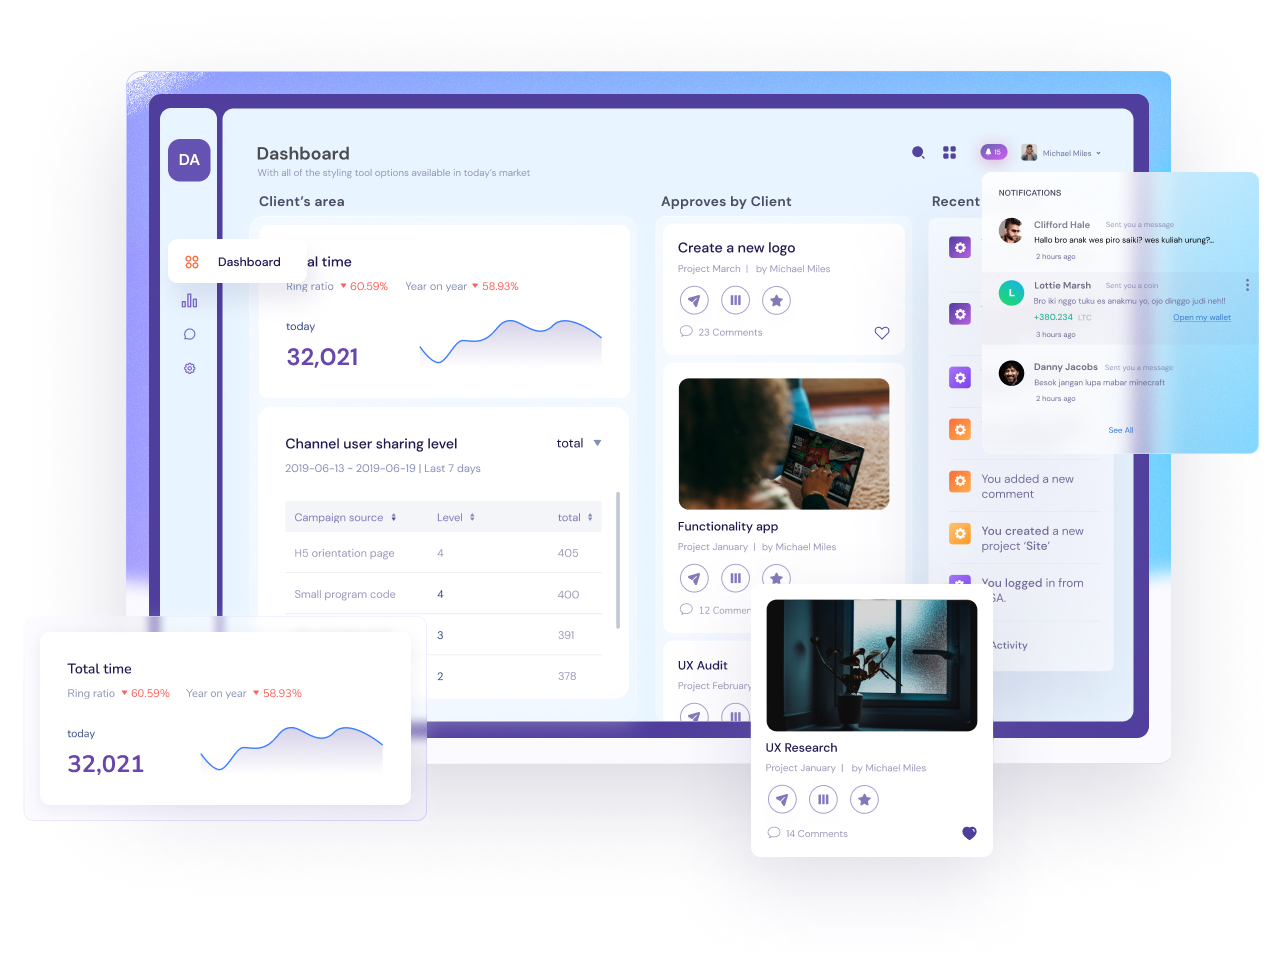 DA
Dashboard
With all of the styling tool options available in today's market
15
Michael Miles
Client's area
Approves by Client
Recent
Dashboard
al time
Ring ratio 60.59% Year on year 58.93%
today
32,021
Channel user sharing level
total
2019-06-13 ~ 2019-06-19 | Last 7 days
Campaign source Level total
H5 orientation page 4 405
Small program code 4 400
3 391
2 378
Create a new logo
Project March | by Michael Miles
23 Comments
Functionality app
Project January | by Michael Miles
12 Commen
UX Audit
Project February
NOTIFICATIONS
Clifford Hale Sent you a message
Hallo bro anak wes piro saiki? wes kuliah urung?...
2 hours ago
L
Lottie Marsh Sent you a coin
Bro iki nggo tuku es anakmu yo, ojo dinggo judi neh!!
+380.234 LTC
Open my wallet
3 hours ago
Danny Jacobs Sent you a message
Besok jangan lupa mabar minecraft
2 hours ago
See All
You added a new
comment
You created a new
project 'Site'
You logged in from
SA.
Activity
Total time
Ring ratio 60.59% Year on year 58.93%
today
32,021
UX Research
Project January | by Michael Miles
14 Comments